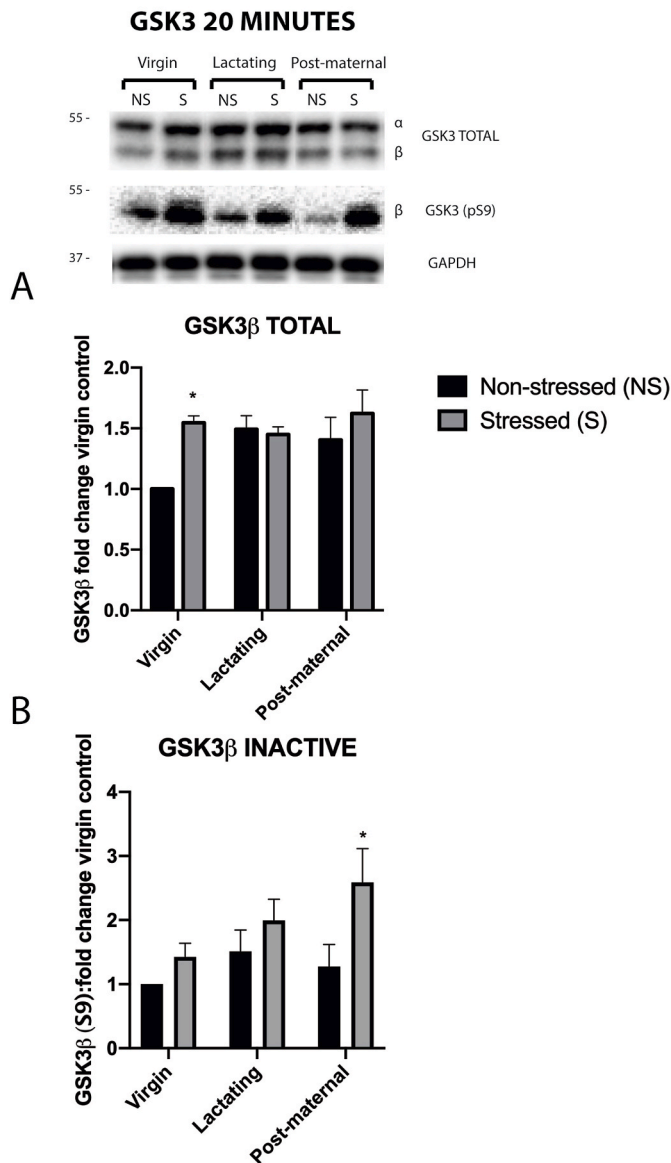 GSK3 20 MINUTES
Virgin Lactating Post-maternal
NS S NS S NS S
55 - α GSK3 TOTAL
β
55 - β GSK3 (pS9)
37 - GAPDH
A
GSK3β TOTAL
GSK3β fold change virgin control
2.0
1.5
1.0
0.5
0.0
*
Virgin
Lactating
Post-maternal
Non-stressed (NS)
Stressed (S)
B
GSK3β INACTIVE
GSK3β (S9):fold change virgin control
4
3
2
1
0
*
Virgin
Lactating
Post-maternal